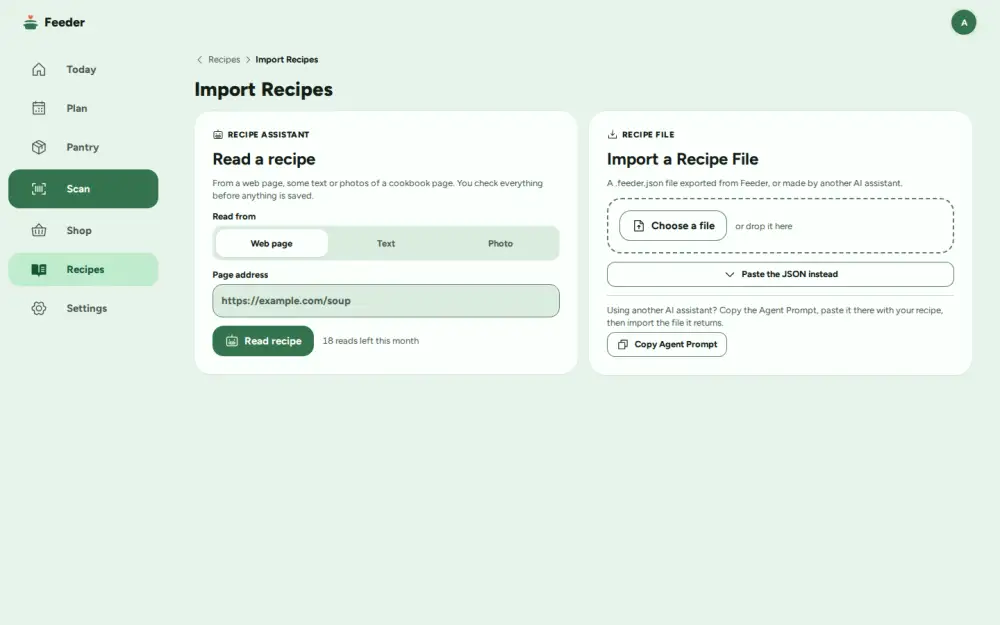 Feeder
A
Today
Plan
Pantry
Scan
Shop
Recipes
Settings
Recipes
Import Recipes
Import Recipes
RECIPE ASSISTANT
Read a recipe
From a web page, some text or photos of a cookbook page. You check everything
before anything is saved.
Read from
Web page
Text
Photo
Page address
https://example.com/soup
Read recipe
18 reads left this month
RECIPE FILE
Import a Recipe File
A .feeder.json file exported from Feeder, or made by another AI assistant.
Choose a file
or drop it here
Paste the JSON instead
Using another AI assistant? Copy the Agent Prompt, paste it there with your recipe,
then import the file it returns.
Copy Agent Prompt